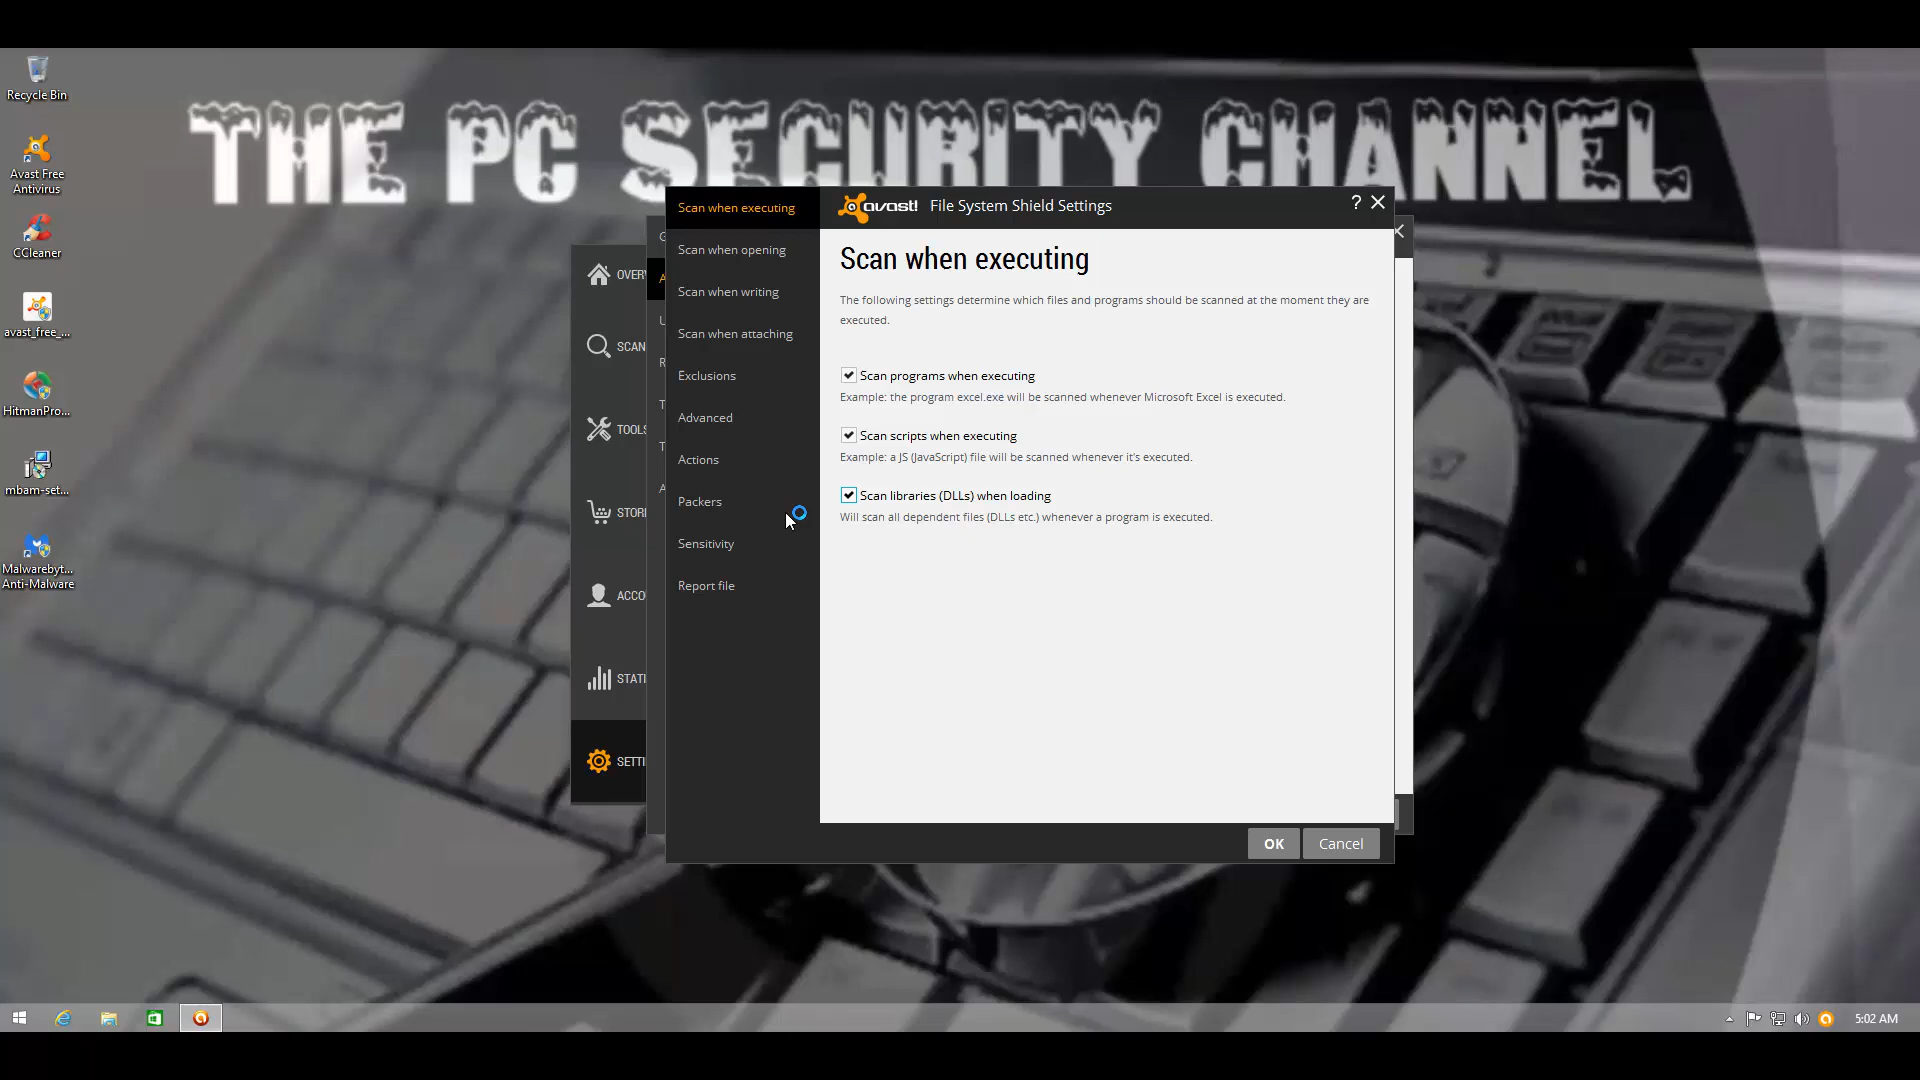 THE PC SECURITY CHANNEL
Recycle Bin
Avast Free
Antivirus
CCleaner
avast_free_...
HitmanPro...
mbam-set...
Malwarebyt...
Anti-Malware
OVER
SCAN
TOOLS
STORE
ACCO
STATI
SETTI
G
A
U
R
T
T
A
Scan when executing
Scan when opening
Scan when writing
Scan when attaching
Exclusions
Advanced
Actions
Packers
Sensitivity
Report file
avast! File System Shield Settings
?
Scan when executing
The following settings determine which files and programs should be scanned at the moment they are
executed.
Scan programs when executing
Example: the program excel.exe will be scanned whenever Microsoft Excel is executed.
Scan scripts when executing
Example: a JS (JavaScript) file will be scanned whenever it's executed.
Scan libraries (DLLs) when loading
Will scan all dependent files (DLLs etc.) whenever a program is executed.
OK
Cancel
5:02 AM